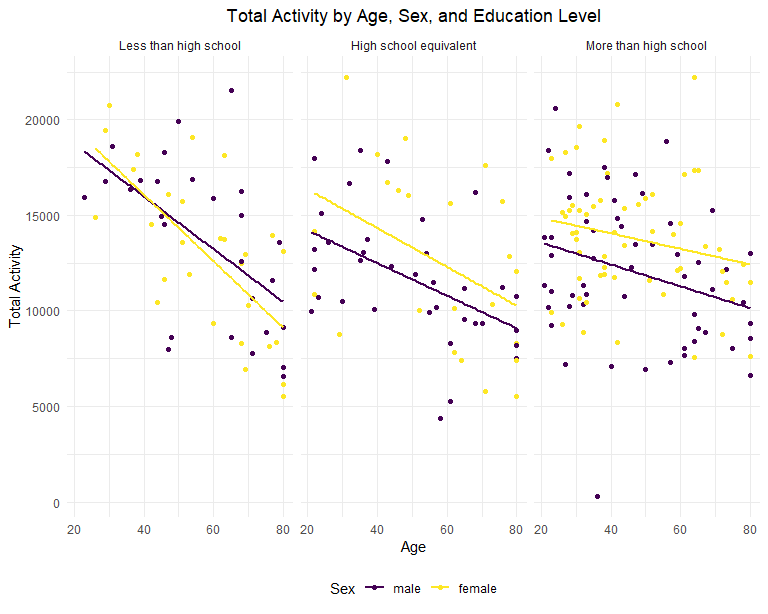 Total Activity by Age, Sex, and Education Level
Less than high school
High school equivalent
More than high school
Total Activity
20000
15000
10000
5000
0
20 40 60 80
20 40 60 80
20 40 60 80
Age
Sex male female